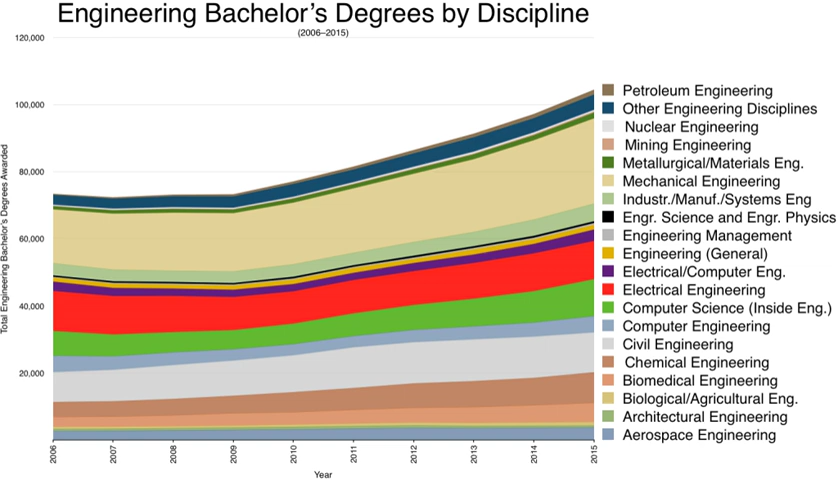 Engineering Bachelor's Degrees by Discipline
(2006–2015)
Total Engineering Bachelor's Degrees Awarded
120,000
100,000
80,000
60,000
40,000
20,000
2006
2007
2008
2009
2010
2011
2012
2013
2014
2015
Year
Petroleum Engineering
Other Engineering Disciplines
Nuclear Engineering
Mining Engineering
Metallurgical/Materials Eng.
Mechanical Engineering
Industr./Manuf./Systems Eng
Engr. Science and Engr. Physics
Engineering Management
Engineering (General)
Electrical/Computer Eng.
Electrical Engineering
Computer Science (Inside Eng.)
Computer Engineering
Civil Engineering
Chemical Engineering
Biomedical Engineering
Biological/Agricultural Eng.
Architectural Engineering
Aerospace Engineering